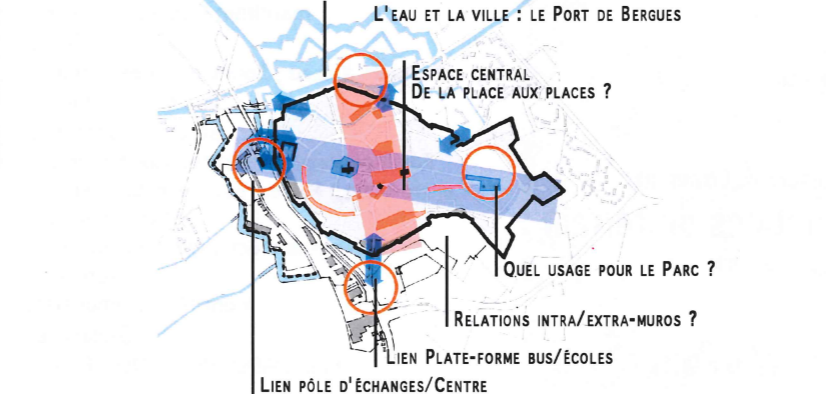 L'EAU ET LA VILLE : LE PORT DE BERGUES
ESPACE CENTRAL
DE LA PLACE AUX PLACES ?
QUEL USAGE POUR LE PARC ?
RELATIONS INTRA/EXTRA-MUROS ?
LIEN PLATE-FORME BUS/ÉCOLES
LIEN PÔLE D'ÉCHANGES/CENTRE